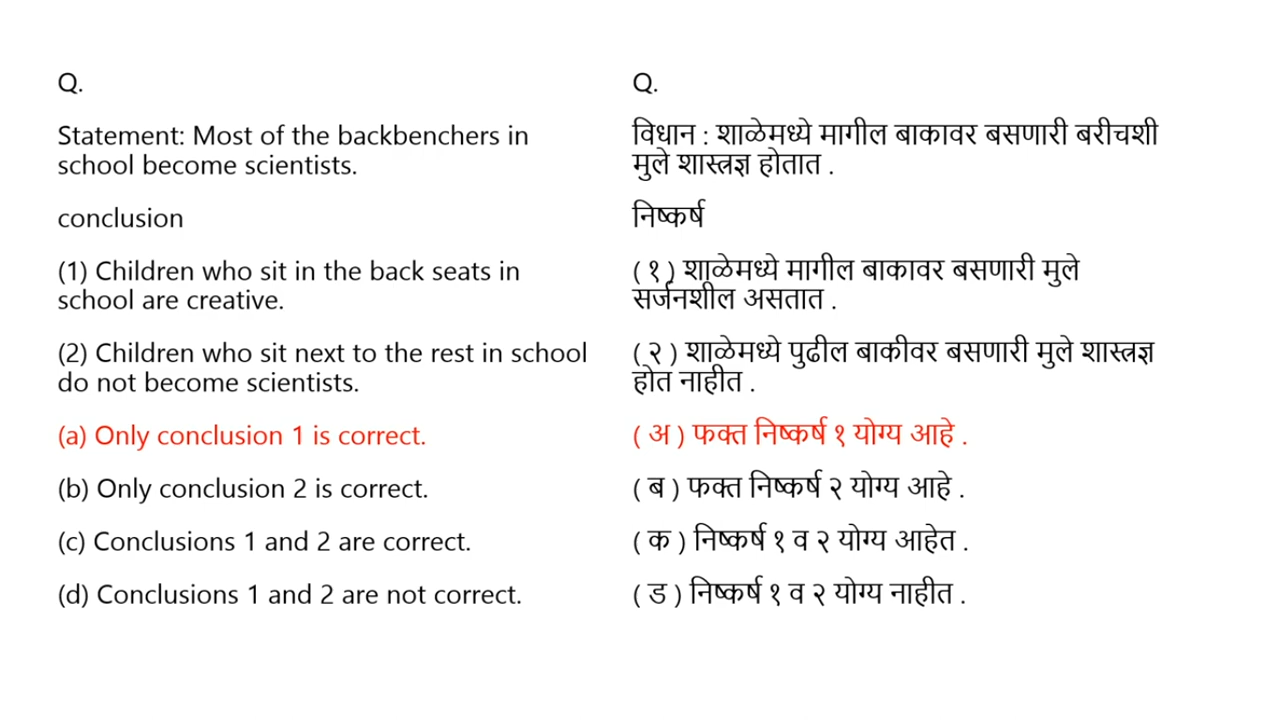 Q.
Statement: Most of the backbenchers in
school become scientists.
conclusion
(1) Children who sit in the back seats in
school are creative.
(2) Children who sit next to the rest in school
do not become scientists.
(a) Only conclusion 1 is correct.
(b) Only conclusion 2 is correct.
(c) Conclusions 1 and 2 are correct.
(d) Conclusions 1 and 2 are not correct.
Q.
विधान : शाळेमध्ये मागील बाकावर बसणारी बरीचशी
मुले शास्त्रज्ञ होतात .
निष्कर्ष
( १ ) शाळेमध्ये मागील बाकावर बसणारी मुले
सर्जनशील असतात .
( २ ) शाळेमध्ये पुढील बाकीवर बसणारी मुले शास्त्रज्ञ
होत नाहीत .
( अ ) फक्त निष्कर्ष १ योग्य आहे .
( ब ) फक्त निष्कर्ष २ योग्य आहे .
( क ) निष्कर्ष १ व २ योग्य आहेत .
( ड ) निष्कर्ष १ व २ योग्य नाहीत .